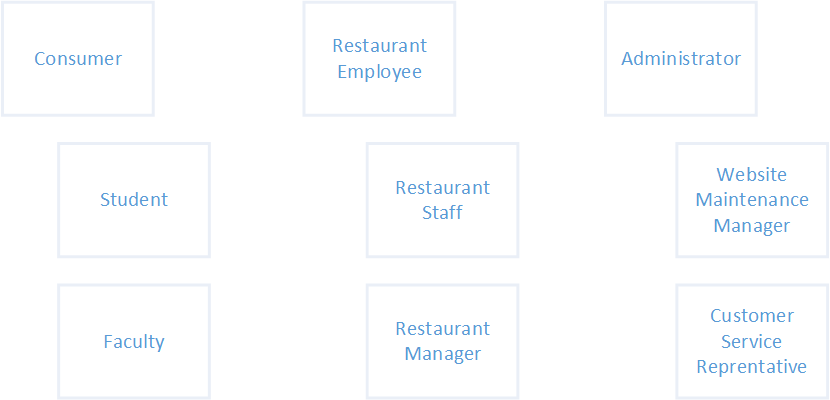 Consumer
Restaurant
Employee
Administrator
Student
Restaurant
Staff
Website
Maintenance
Manager
Faculty
Restaurant
Manager
Customer
Service
Reprentative